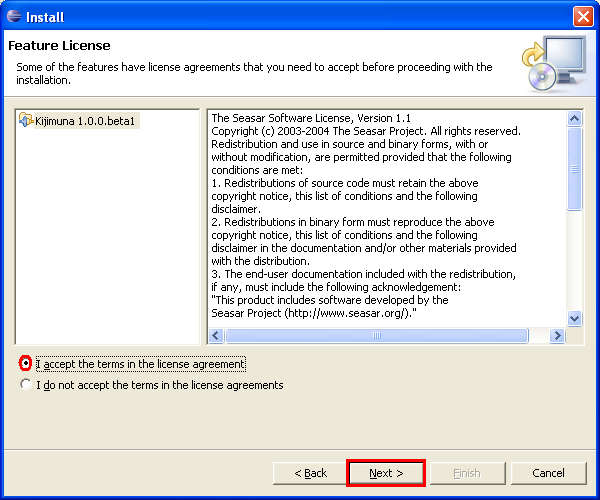 Install
Feature License
Some of the features have license agreements that you need to accept before proceeding with the
installation.
Kijimuna 1.0.0.beta1
The Seasar Software License, Version 1.1
Copyright (c) 2003-2004 The Seasar Project. All rights reserved.
Redistribution and use in source and binary forms, with or
without modification, are permitted provided that the following
conditions are met:
1. Redistributions of source code must retain the above
copyright notice, this list of conditions and the following
disclaimer.
2. Redistributions in binary form must reproduce the above
copyright notice, this list of conditions and the following
disclaimer in the documentation and/or other materials provided
with the distribution.
3. The end-user documentation included with the redistribution,
if any, must include the following acknowledgement:
"This product includes software developed by the
Seasar Project (http://www.seasar.org/)."
I accept the terms in the license agreement
I do not accept the terms in the license agreements
< Back
Next >
Finish
Cancel